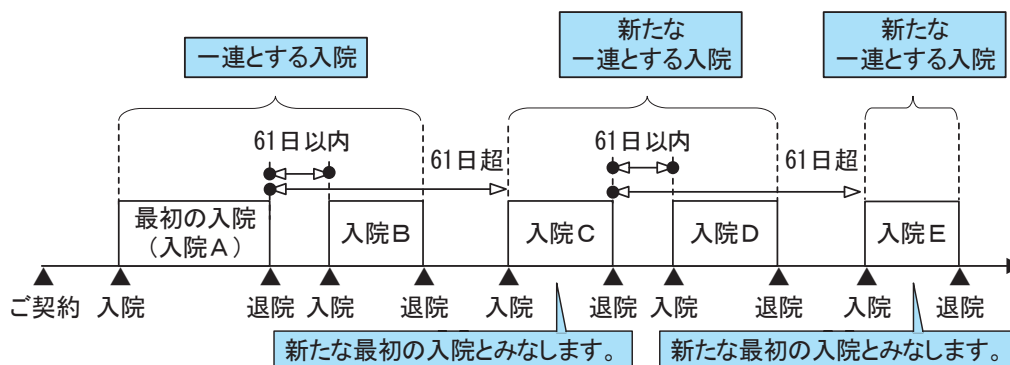 一連とする入院
新たな
一連とする入院
新たな
一連とする入院
61日以内
61日超
61日以内
61日超
最初の入院
(入院A)
入院B
入院C
入院D
入院E
ご契約
入院
退院
入院
退院
入院
退院
入院
退院
入院
退院
新たな最初の入院とみなします。
新たな最初の入院とみなします。